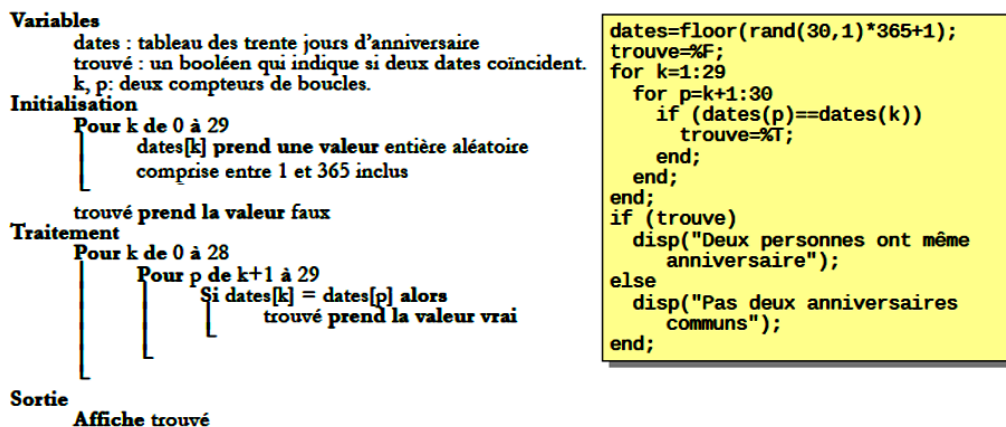 Variables
dates : tableau des trente jours d'anniversaire
trouvé : un booléen qui indique si deux dates coïncident.
k, p: deux compteurs de boucles.
Initialisation
Pour k de 0 à 29
dates[k] prend une valeur entière aléatoire
comprise entre 1 et 365 inclus
trouvé prend la valeur faux
Traitement
Pour k de 0 à 28
Pour p de k+1 à 29
Si dates[k] = dates[p] alors
trouvé prend la valeur vrai
Sortie
Affiche trouvé
dates=floor(rand(30,1)*365+1);
trouve=%F;
for k=1:29
for p=k+1:30
if (dates(p)==dates(k))
trouve=%T;
end;
end;
end;
if (trouve)
disp("Deux personnes ont même
anniversaire");
else
disp("Pas deux anniversaires
communs");
end;